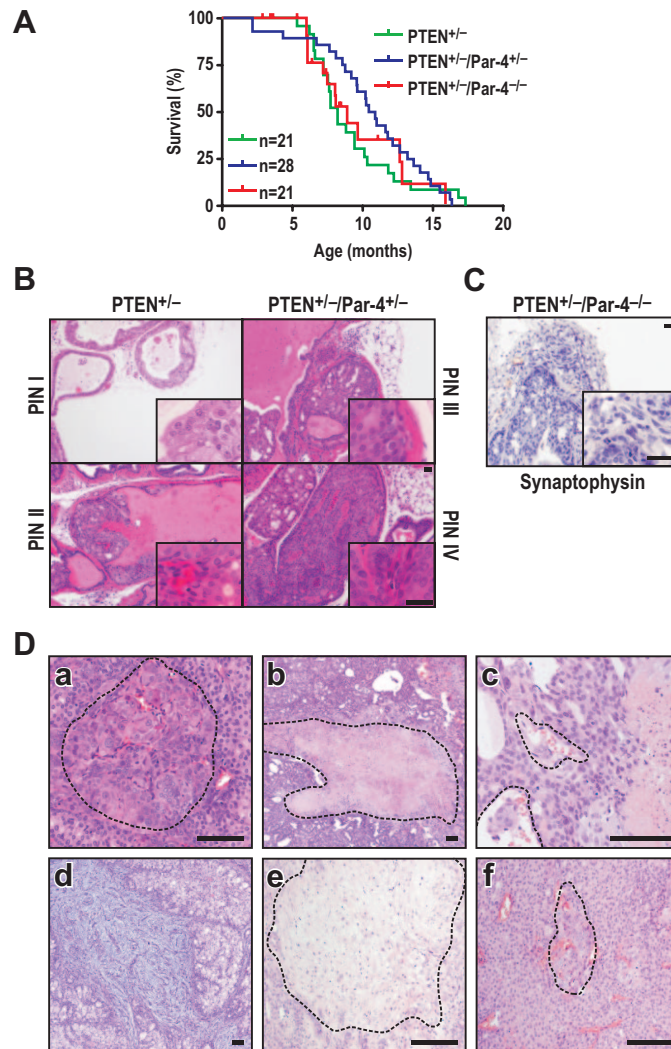 A
PTEN+/–
PTEN+/–/Par-4+/–
PTEN+/–/Par-4–/–
Survival (%)
100
75
50
25
0
n=21
n=28
n=21
0 5 10 15 20
Age (months)
B
PTEN+/–
PTEN+/–/Par-4+/–
PIN I
PIN III
PIN II
PIN IV
C
PTEN+/–/Par-4–/–
Synaptophysin
D
a
b
c
d
e
f